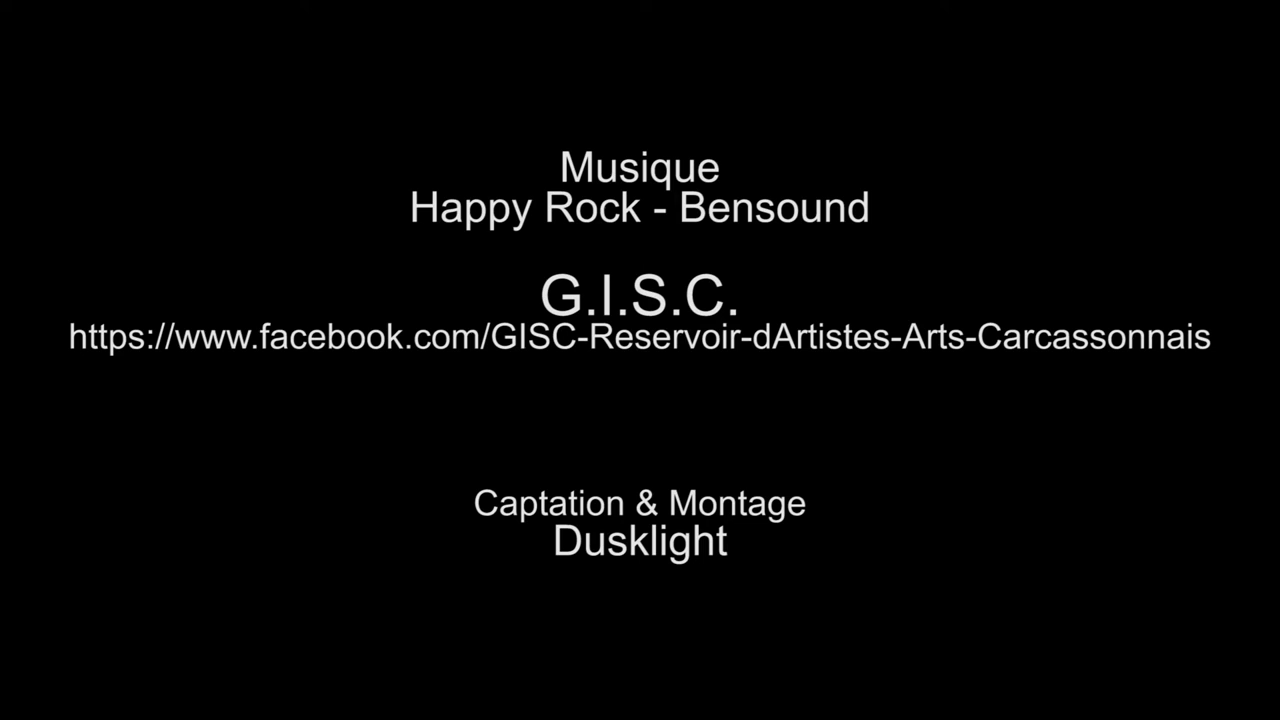 Musique
Happy Rock - Bensound
G.I.S.C.
https://www.facebook.com/GISC-Reservoir-dArtistes-Arts-Carcassonnais
Captation & Montage
Dusklight